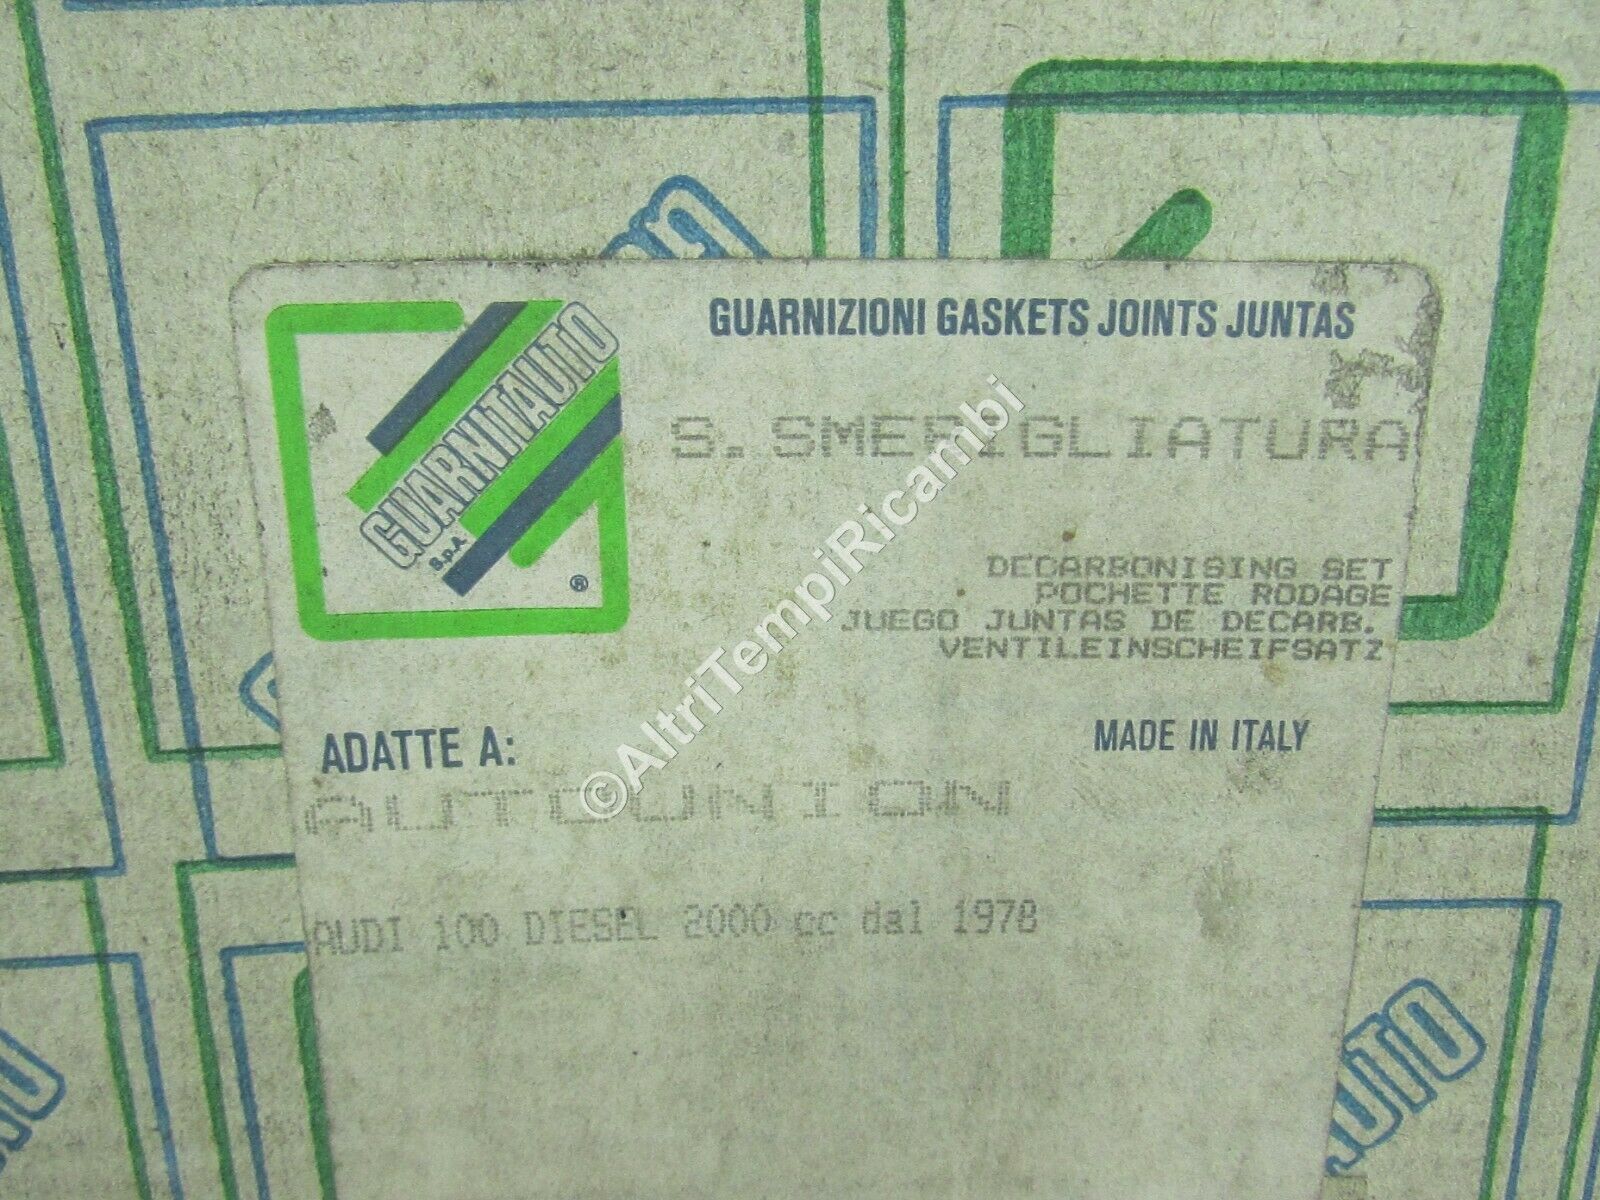 GUARNIZIONI GASKETS JOINTS JUNTAS
GUARNITAUTO
S.p.A.
®
S. SMERIGLIATURA
DECARBONISING SET
POCHETTE RODAGE
JUEGO JUNTAS DE DECARB.
VENTILEINSCHEIFSATZ
ADATTE A:
MADE IN ITALY
AUTOUNION
AUDI 100 DIESEL 2000 cc dal 1978
©AltriTempiRicambi
AUTO